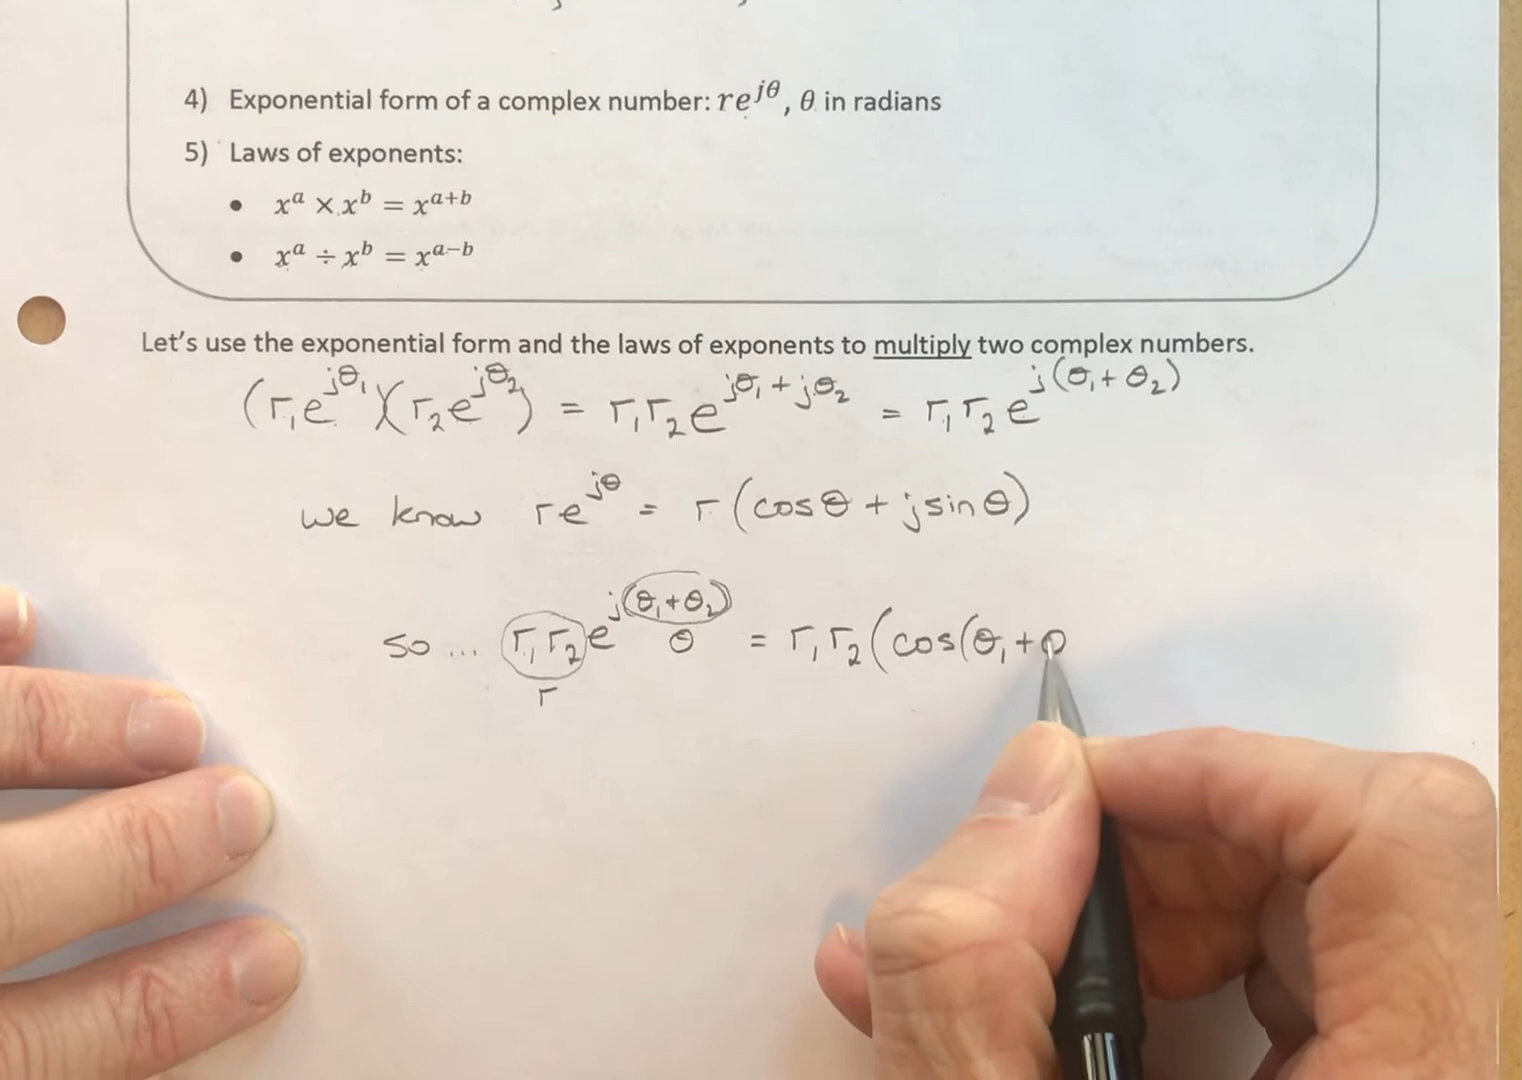 4) Exponential form of a complex number: re^{jθ}, θ in radians
5) Laws of exponents:
• x^a × x^b = x^{a+b}
• x^a ÷ x^b = x^{a−b}
Let's use the exponential form and the laws of exponents to multiply two complex numbers.
(r₁e^{jθ₁})(r₂e^{jθ₂}) = r₁r₂e^{jθ₁+jθ₂} = r₁r₂e^{j(θ₁+θ₂)}
we know re^{jθ} = r(cosθ + jsinθ)
so... r₁r₂e^{j(θ₁+θ₂)} = r₁r₂(cos(θ₁+
r θ